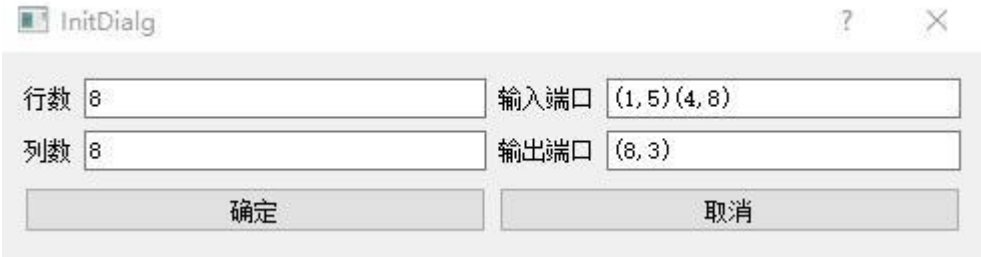 InitDialg ?
行数 8 输入端口 (1,5)(4,8)
列数 8 输出端口 (8,3)
确定 取消